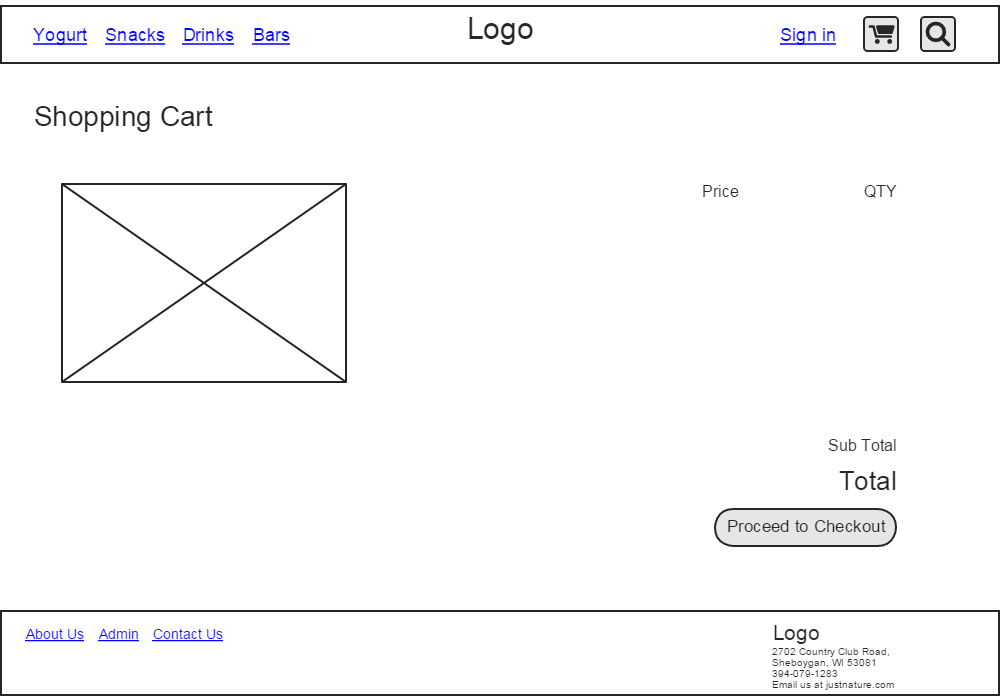 Yogurt Snacks Drinks Bars Logo Sign in
Shopping Cart
Price QTY
Sub Total
Total
Proceed to Checkout
About Us Admin Contact Us
Logo
2702 Country Club Road,
Sheboygan, WI 53081
394-079-1283
Email us at justnature.com